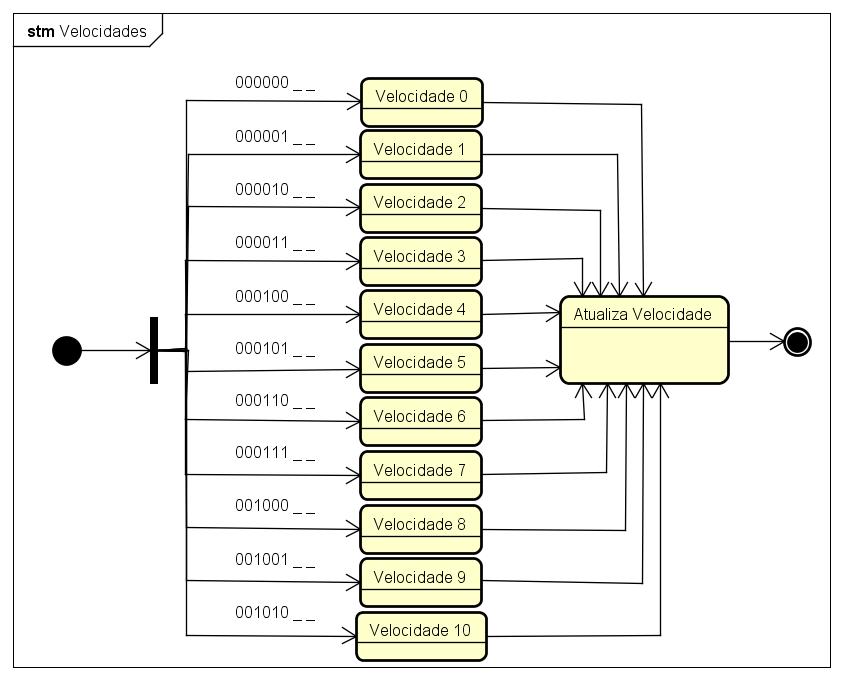 stm Velocidades
000000 _ _
Velocidade 0
000001 _ _
Velocidade 1
000010 _ _
Velocidade 2
000011 _ _
Velocidade 3
000100 _ _
Velocidade 4
Atualiza Velocidade
000101 _ _
Velocidade 5
000110 _ _
Velocidade 6
000111 _ _
Velocidade 7
001000 _ _
Velocidade 8
001001 _ _
Velocidade 9
001010 _ _
Velocidade 10